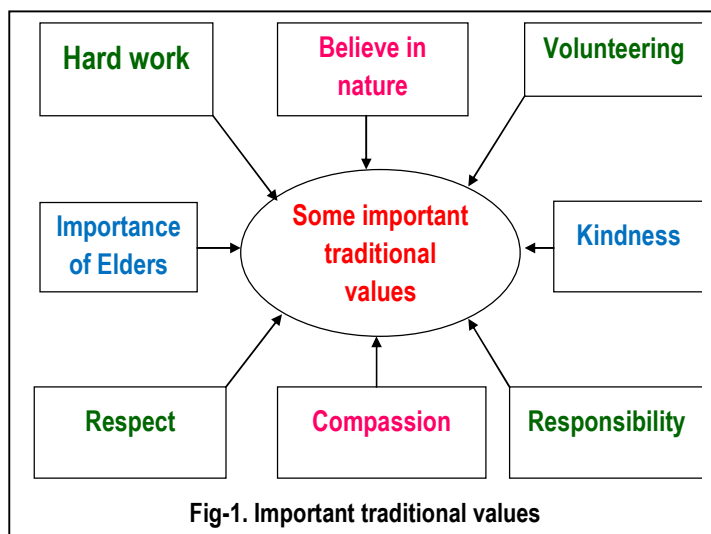 Hard work
Believe in
nature
Volunteering
Importance
of Elders
Some important
traditional
values
Kindness
Respect
Compassion
Responsibility
Fig-1. Important traditional values